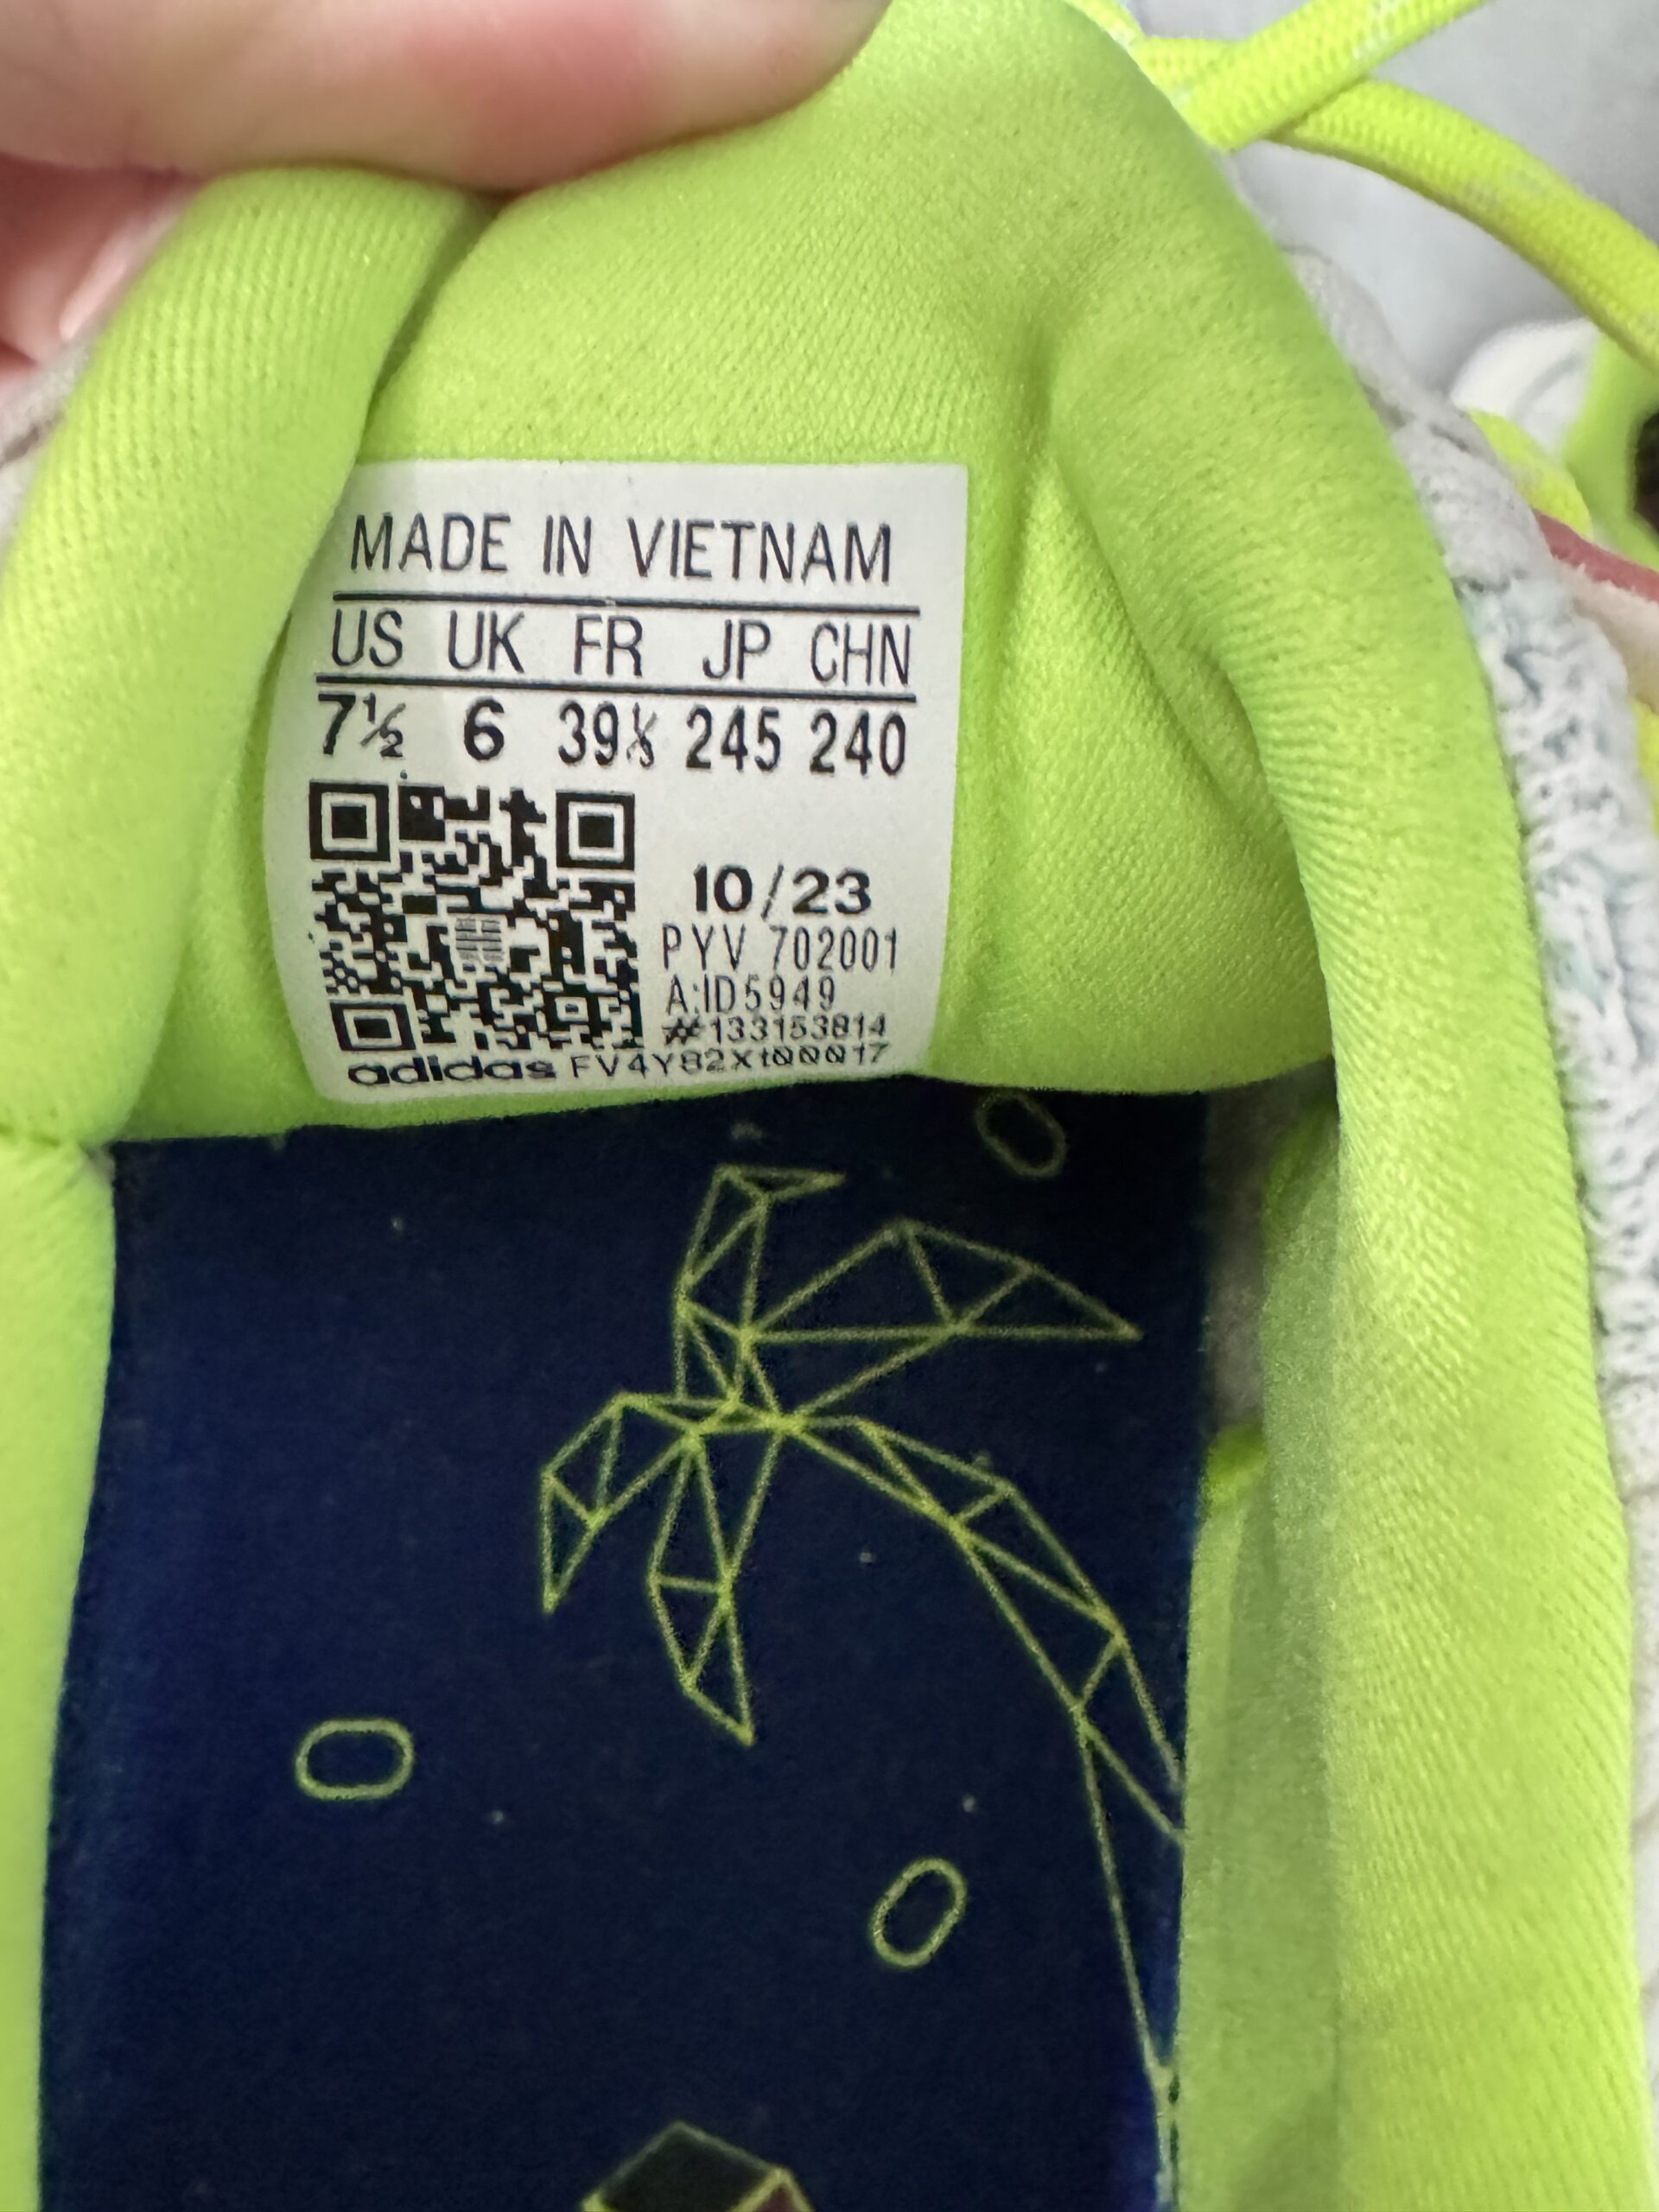 MADE IN VIETNAM
US UK FR JP CHN
7½ 6 39⅓ 245 240
10/23
PYV 702001
A:ID5949
#133153814
adidas FV4Y82Xt00017